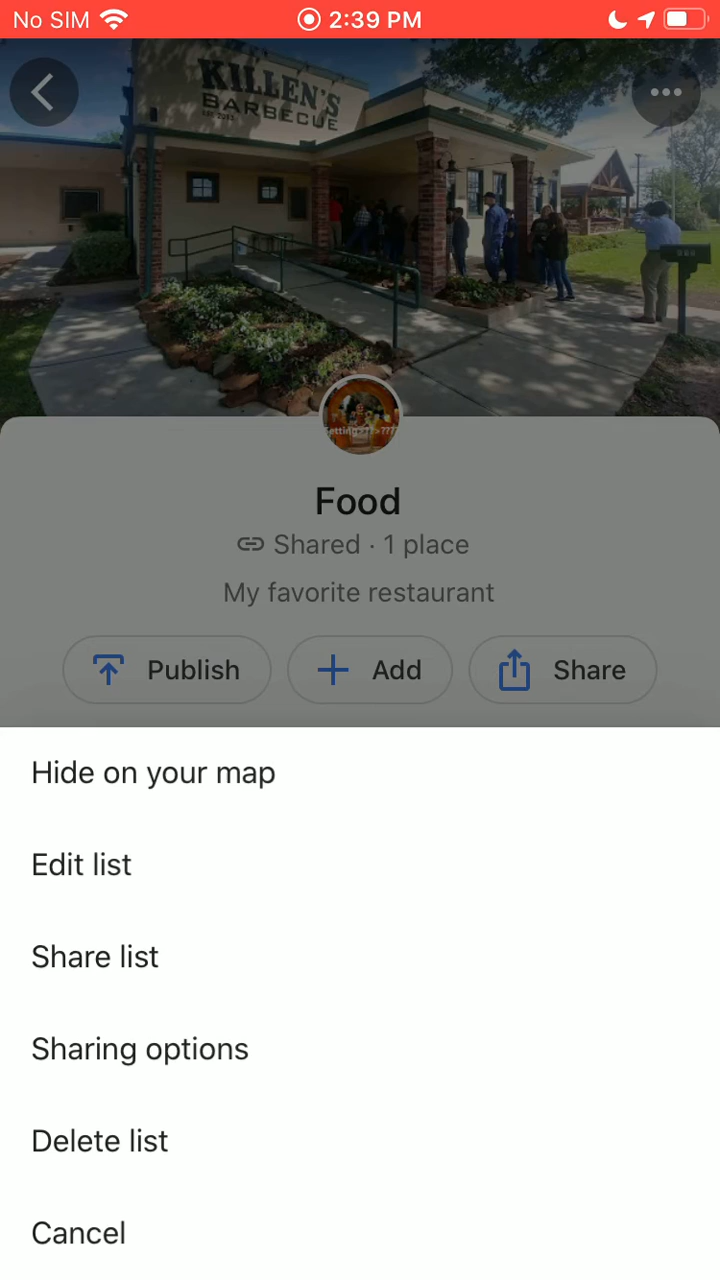 No SIM 2:39 PM
KILLEN'S
BARBECUE
Food
Shared · 1 place
My favorite restaurant
Publish Add Share
Hide on your map
Edit list
Share list
Sharing options
Delete list
Cancel